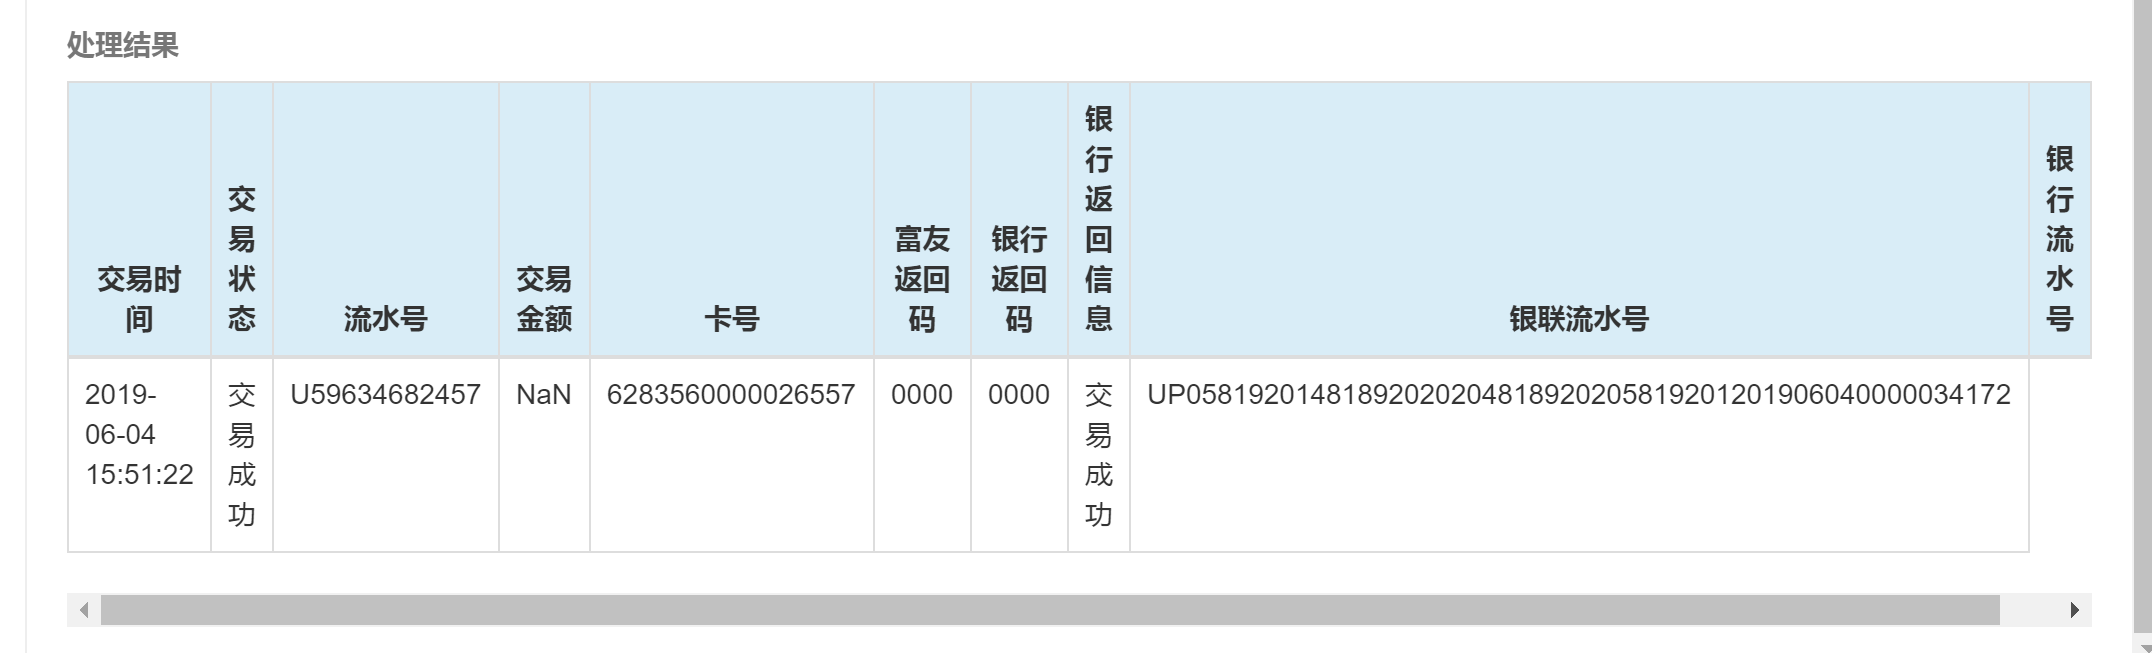 处理结果
交易时
间
交
易
状
态
流水号
交易
金额
卡号
富友
返回
码
银行
返回
码
银
行
返
回
信
息
银联流水号
银
行
流
水
号
2019-
06-04
15:51:22
交
易
成
功
U59634682457
NaN
6283560000026557
0000
0000
交
易
成
功
UP058192014818920202048189202058192012019060400000​34172